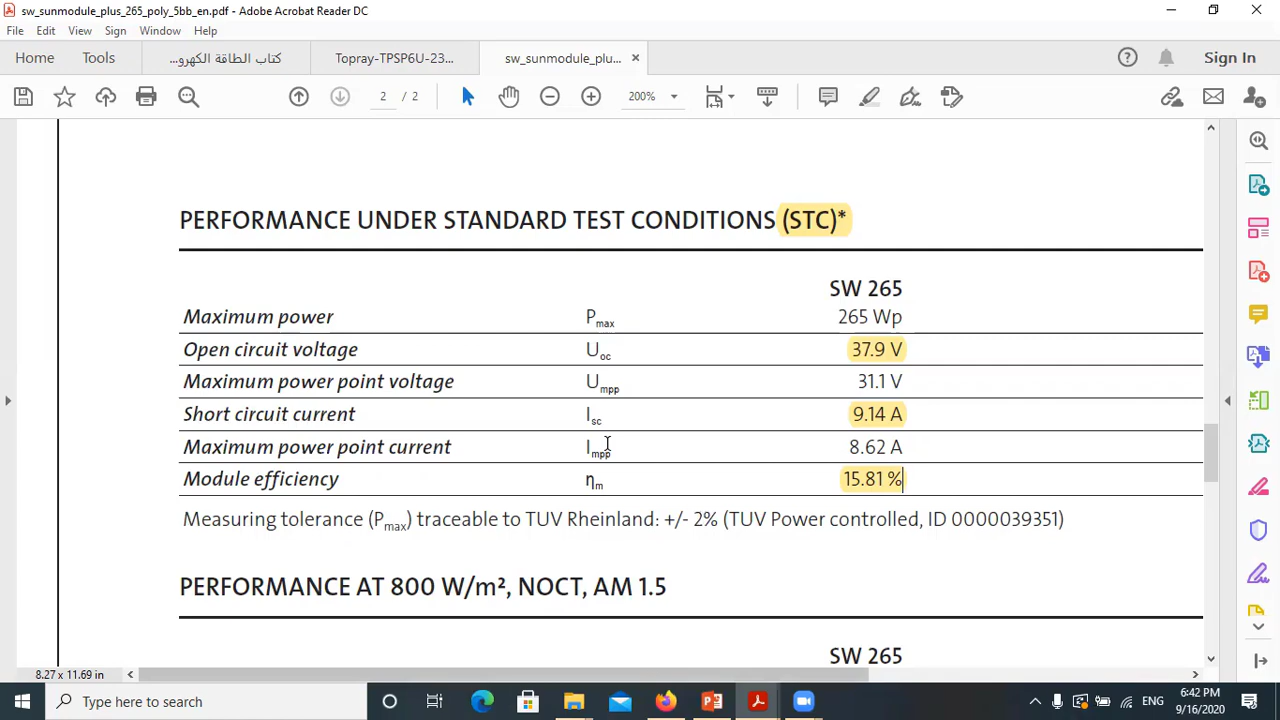 sw_sunmodule_plus_265_poly_5bb_en.pdf - Adobe Acrobat Reader DC
File Edit View Sign Window Help
Home Tools كتاب الطاقة الكهرو... Topray-TPSP6U-23... sw_sunmodule_plu...
Sign In
2 / 2
200%
PERFORMANCE UNDER STANDARD TEST CONDITIONS (STC)*
SW 265
Maximum power Pmax 265 Wp
Open circuit voltage Uoc 37.9 V
Maximum power point voltage Umpp 31.1 V
Short circuit current Isc 9.14 A
Maximum power point current Impp 8.62 A
Module efficiency ηm 15.81 %
Measuring tolerance (Pmax) traceable to TUV Rheinland: +/- 2% (TUV Power controlled, ID 0000039351)
PERFORMANCE AT 800 W/m², NOCT, AM 1.5
SW 265
8.27 x 11.69 in
Type here to search
ENG
6:42 PM
9/16/2020